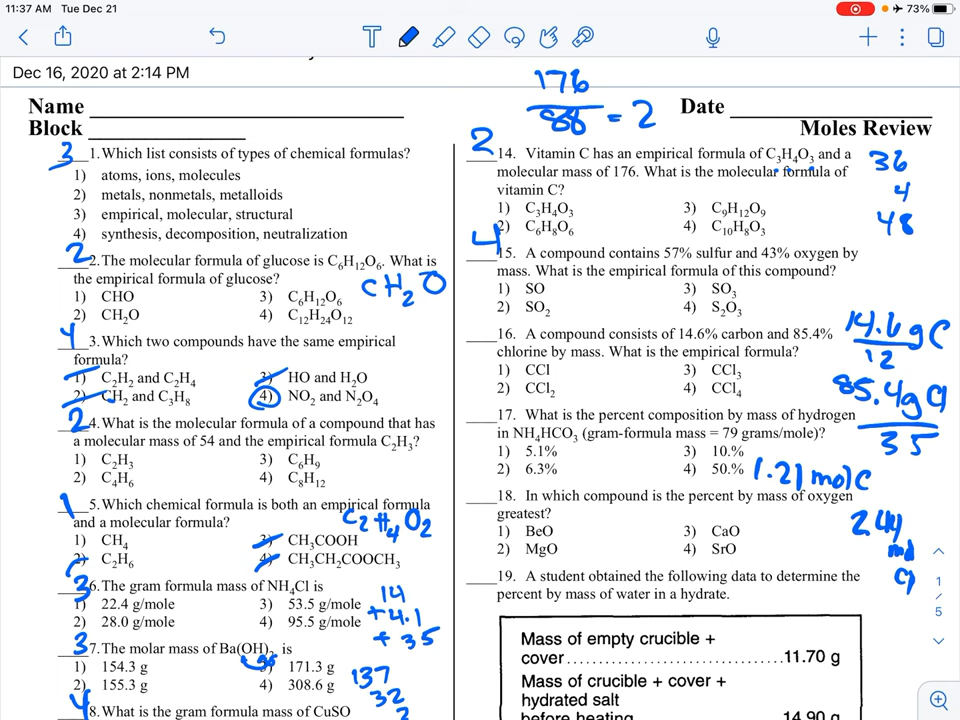 11:37 AM Tue Dec 21
73%
Dec 16, 2020 at 2:14 PM
Name
Date
Block
Moles Review
3 1. Which list consists of types of chemical formulas?
1) atoms, ions, molecules
2) metals, nonmetals, metalloids
3) empirical, molecular, structural
4) synthesis, decomposition, neutralization
2 2. The molecular formula of glucose is C₆H₁₂O₆. What is
the empirical formula of glucose?
CH₂O
1) CHO 3) C₆H₁₂O₆
2) CH₂O 4) C₁₂H₂₄O₁₂
4 3. Which two compounds have the same empirical
formula?
1) C₂H₂ and C₂H₄ 3) HO and H₂O
2) CH₂ and C₃H₈ 4) NO₂ and N₂O₄
2 4. What is the molecular formula of a compound that has
a molecular mass of 54 and the empirical formula C₂H₃?
1) C₂H₃ 3) C₆H₉
2) C₄H₆ 4) C₈H₁₂
1 5. Which chemical formula is both an empirical formula
and a molecular formula?
C₂H₄O₂
1) CH₄ 3) CH₃COOH
2) C₂H₆ 4) CH₃CH₂COOCH₃
3 6. The gram formula mass of NH₄Cl is
1) 22.4 g/mole 3) 53.5 g/mole
2) 28.0 g/mole 4) 95.5 g/mole
14
+4.1
+35
3 7. The molar mass of Ba(OH)₂ is
1) 154.3 g 3) 171.3 g
2) 155.3 g 4) 308.6 g
137
32
2
4 8. What is the gram formula mass of CuSO
176
88 = 2
2 14. Vitamin C has an empirical formula of C₃H₄O₃ and a
molecular mass of 176. What is the molecular formula of
vitamin C?
36
4
48
1) C₃H₄O₃ 3) C₉H₁₂O₉
2) C₆H₈O₆ 4) C₁₀H₈O₃
4 15. A compound contains 57% sulfur and 43% oxygen by
mass. What is the empirical formula of this compound?
1) SO 3) SO₃
2) SO₂ 4) S₂O₃
16. A compound consists of 14.6% carbon and 85.4%
chlorine by mass. What is the empirical formula?
14.6g C
12
1) CCl 3) CCl₃
2) CCl₂ 4) CCl₄
85.4g Cl
35
17. What is the percent composition by mass of hydrogen
in NH₄HCO₃ (gram-formula mass = 79 grams/mole)?
1) 5.1% 3) 10.%
2) 6.3% 4) 50.%
1.21 mol C
18. In which compound is the percent by mass of oxygen
greatest?
2.44
mol
Cl
1) BeO 3) CaO
2) MgO 4) SrO
19. A student obtained the following data to determine the
percent by mass of water in a hydrate.
Mass of empty crucible +
cover 11.70 g
Mass of crucible + cover +
hydrated salt
before heating 14.90 g
1
/
5